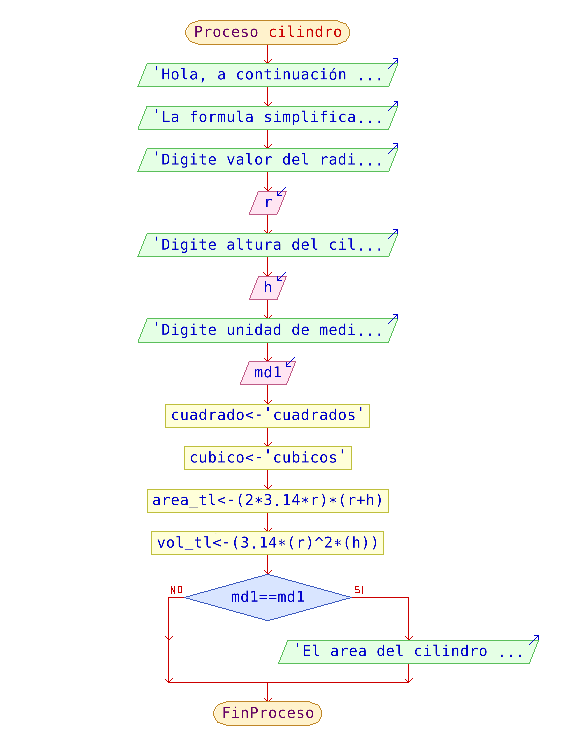 Proceso cilindro
'Hola, a continuación ...
'La formula simplifica...
'Digite valor del radi...
r
'Digite altura del cil...
h
'Digite unidad de medi...
md1
cuadrado<-'cuadrados'
cubico<-'cubicos'
area_tl<-(2*3.14*r)*(r+h)
vol_tl<-(3.14*(r)^2*(h))
NO
SI
md1==md1
'El area del cilindro ...
FinProceso